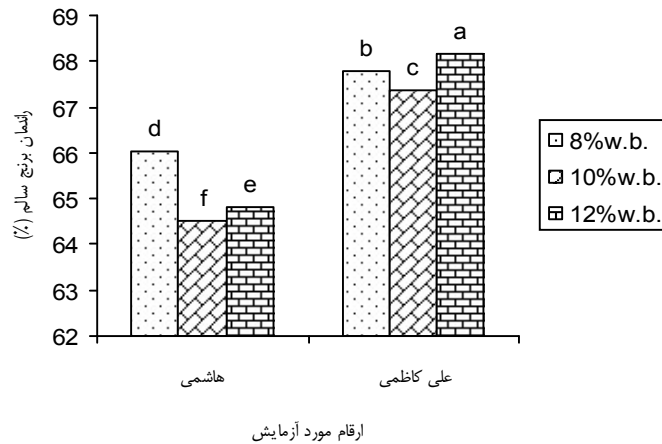 69
68
67
66
65
64
63
62
راندمان برنج سالم (%)
d
f
e
b
c
a
8%w.b.
10%w.b.
12%w.b.
هاشمی
علی کاظمی
ارقام مورد آزمایش